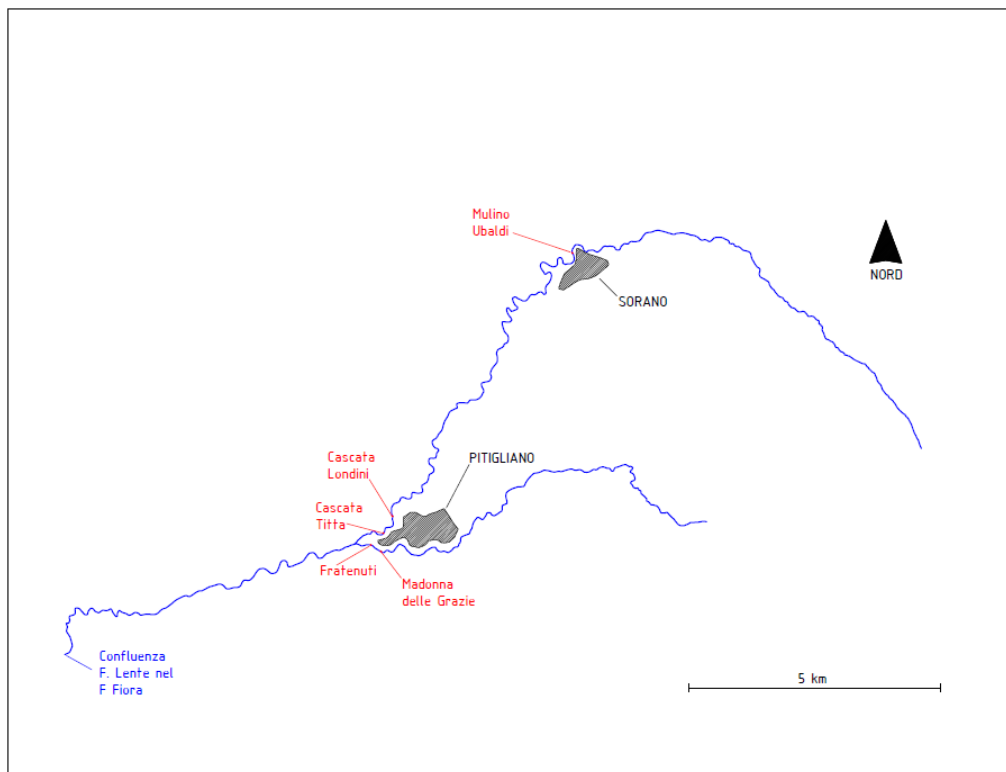 Mulino
Ubaldi
NORD
SORANO
Cascata
Londini
PITIGLIANO
Cascata
Titta
Fratenuti
Madonna
delle Grazie
Confluenza
F. Lente nel
F Fiora
5 km